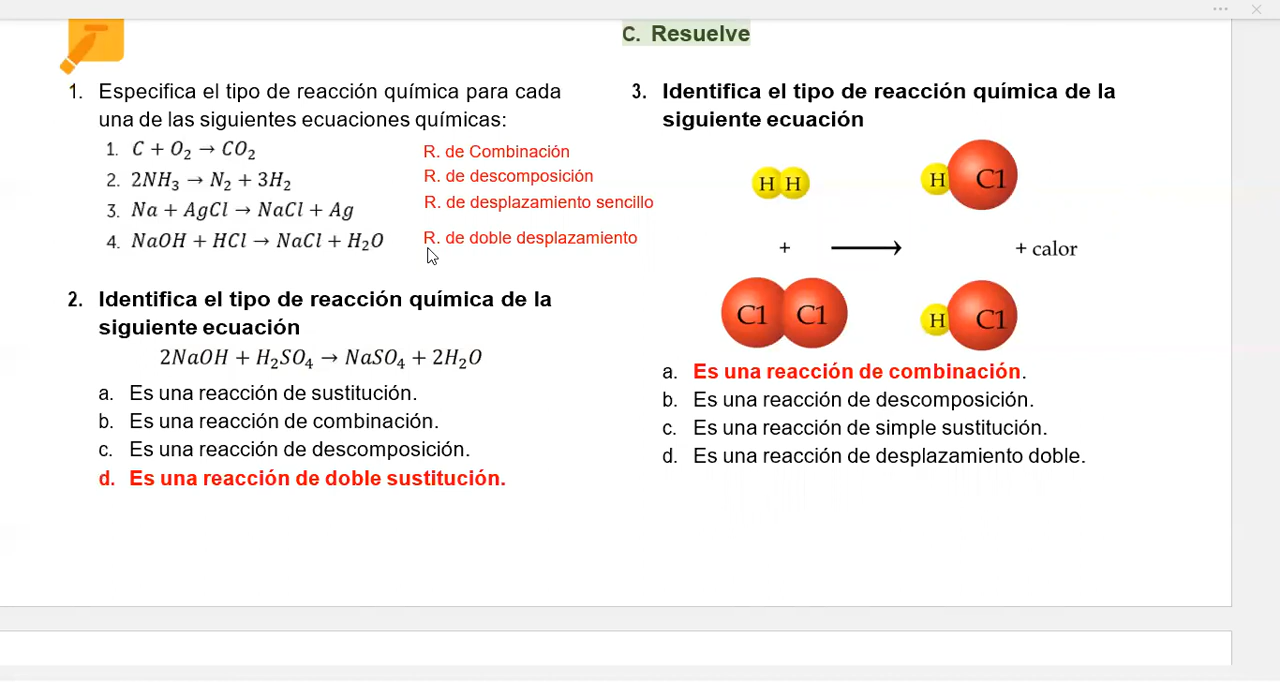 C. Resuelve
1. Especifica el tipo de reacción química para cada
una de las siguientes ecuaciones químicas:
1. C + O₂ → CO₂ R. de Combinación
2. 2NH₃ → N₂ + 3H₂ R. de descomposición
3. Na + AgCl → NaCl + Ag R. de desplazamiento sencillo
4. NaOH + HCl → NaCl + H₂O R. de doble desplazamiento
2. Identifica el tipo de reacción química de la
siguiente ecuación
2NaOH + H₂SO₄ → NaSO₄ + 2H₂O
a. Es una reacción de sustitución.
b. Es una reacción de combinación.
c. Es una reacción de descomposición.
d. Es una reacción de doble sustitución.
3. Identifica el tipo de reacción química de la
siguiente ecuación
H H H C1
+ → + calor
C1 C1 H C1
a. Es una reacción de combinación.
b. Es una reacción de descomposición.
c. Es una reacción de simple sustitución.
d. Es una reacción de desplazamiento doble.